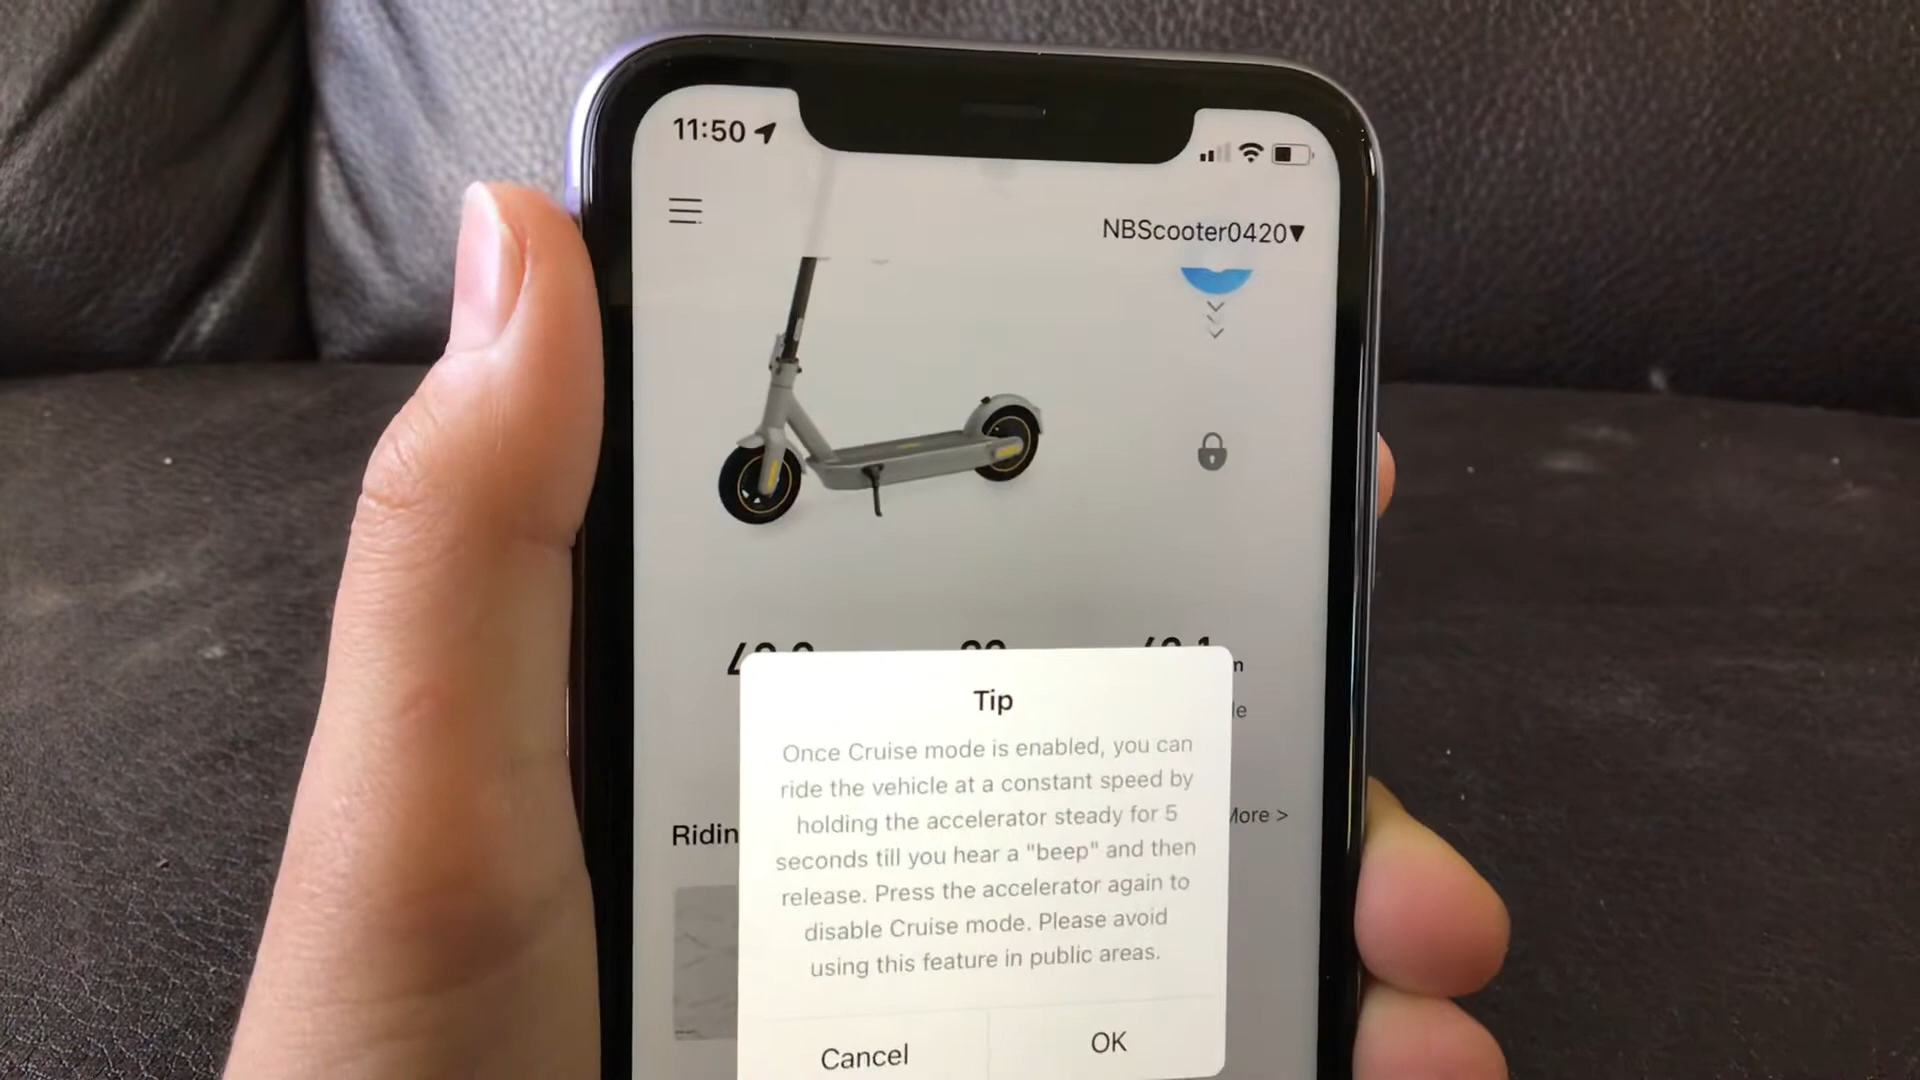 11:50
NBScooter0420▼
Tip
Once Cruise mode is enabled, you can
ride the vehicle at a constant speed by
holding the accelerator steady for 5
seconds till you hear a "beep" and then
release. Press the accelerator again to
disable Cruise mode. Please avoid
using this feature in public areas.
Ridin
More >
Cancel
OK